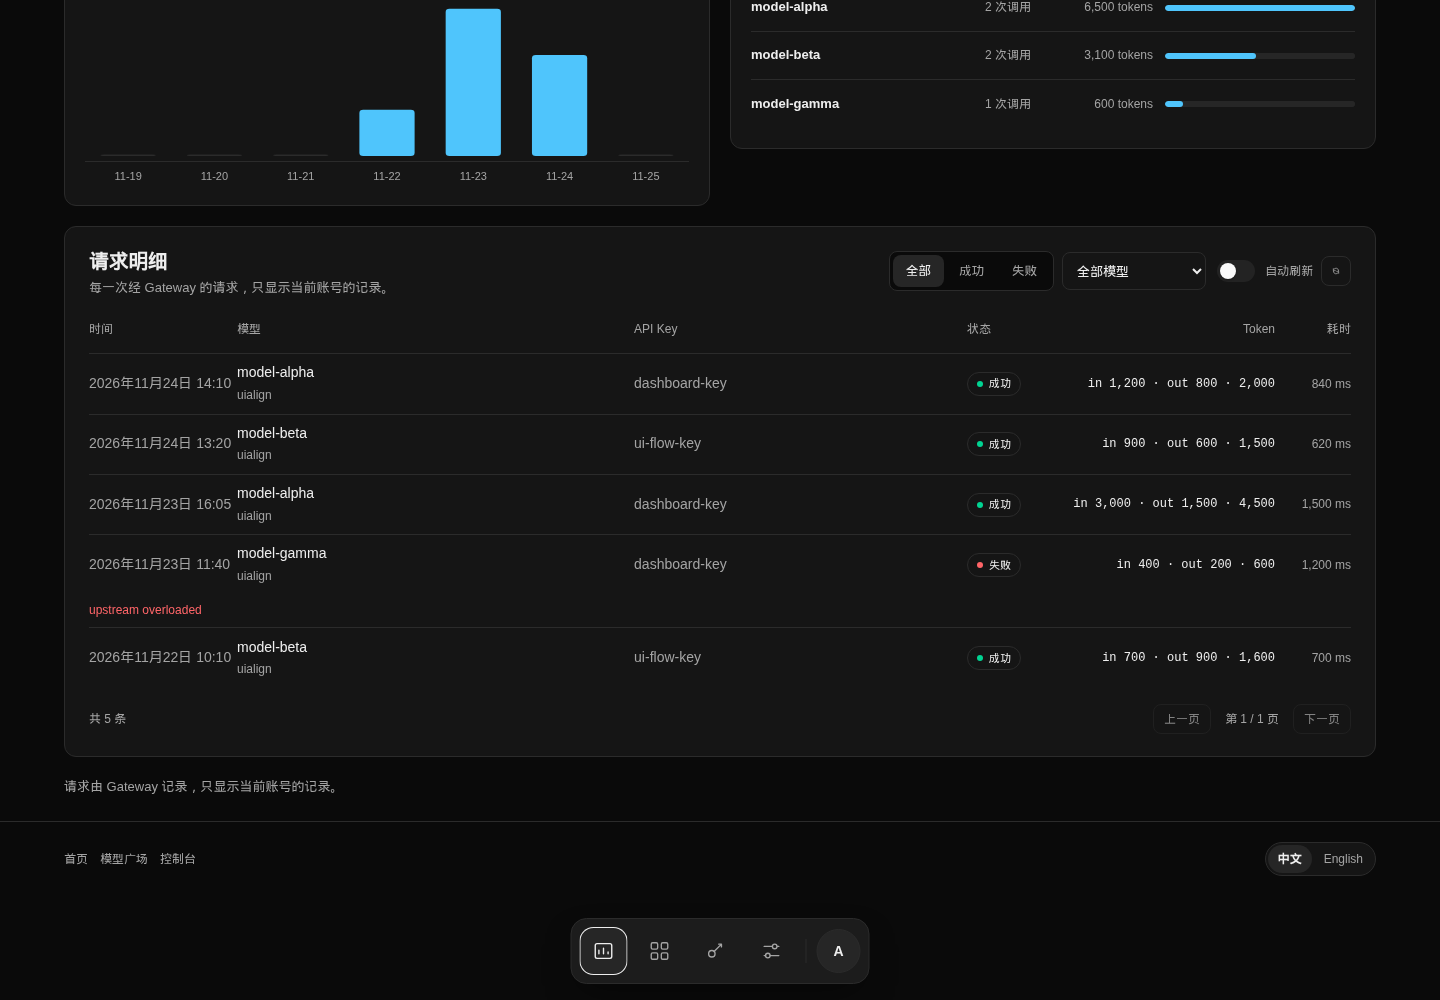 model-alpha 2 次调用 6,500 tokens
model-beta 2 次调用 3,100 tokens
model-gamma 1 次调用 600 tokens
11-19 11-20 11-21 11-22 11-23 11-24 11-25
请求明细
每一次经 Gateway 的请求，只显示当前账号的记录。
全部 成功 失败 全部模型 自动刷新
时间 模型 API Key 状态 Token 耗时
2026年11月24日 14:10 model-alpha dashboard-key 成功 in 1,200 · out 800 · 2,000 840 ms
uialign
2026年11月24日 13:20 model-beta ui-flow-key 成功 in 900 · out 600 · 1,500 620 ms
uialign
2026年11月23日 16:05 model-alpha dashboard-key 成功 in 3,000 · out 1,500 · 4,500 1,500 ms
uialign
2026年11月23日 11:40 model-gamma dashboard-key 失败 in 400 · out 200 · 600 1,200 ms
uialign
upstream overloaded
2026年11月22日 10:10 model-beta ui-flow-key 成功 in 700 · out 900 · 1,600 700 ms
uialign
共 5 条 上一页 第 1 / 1 页 下一页
请求由 Gateway 记录，只显示当前账号的记录。
首页 模型广场 控制台 中文 English
A